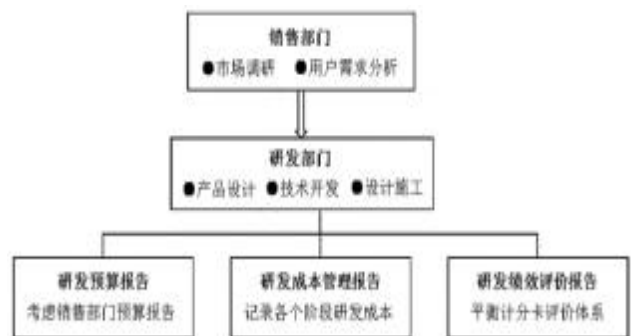 销售部门
●市场调研 ●用户需求分析
研发部门
●产品设计 ●技术开发 ●设计施工
研发预算报告
考虑销售部门预算报告
研发成本管理报告
记录各个阶段研发成本
研发绩效评价报告
平衡计分卡评价体系